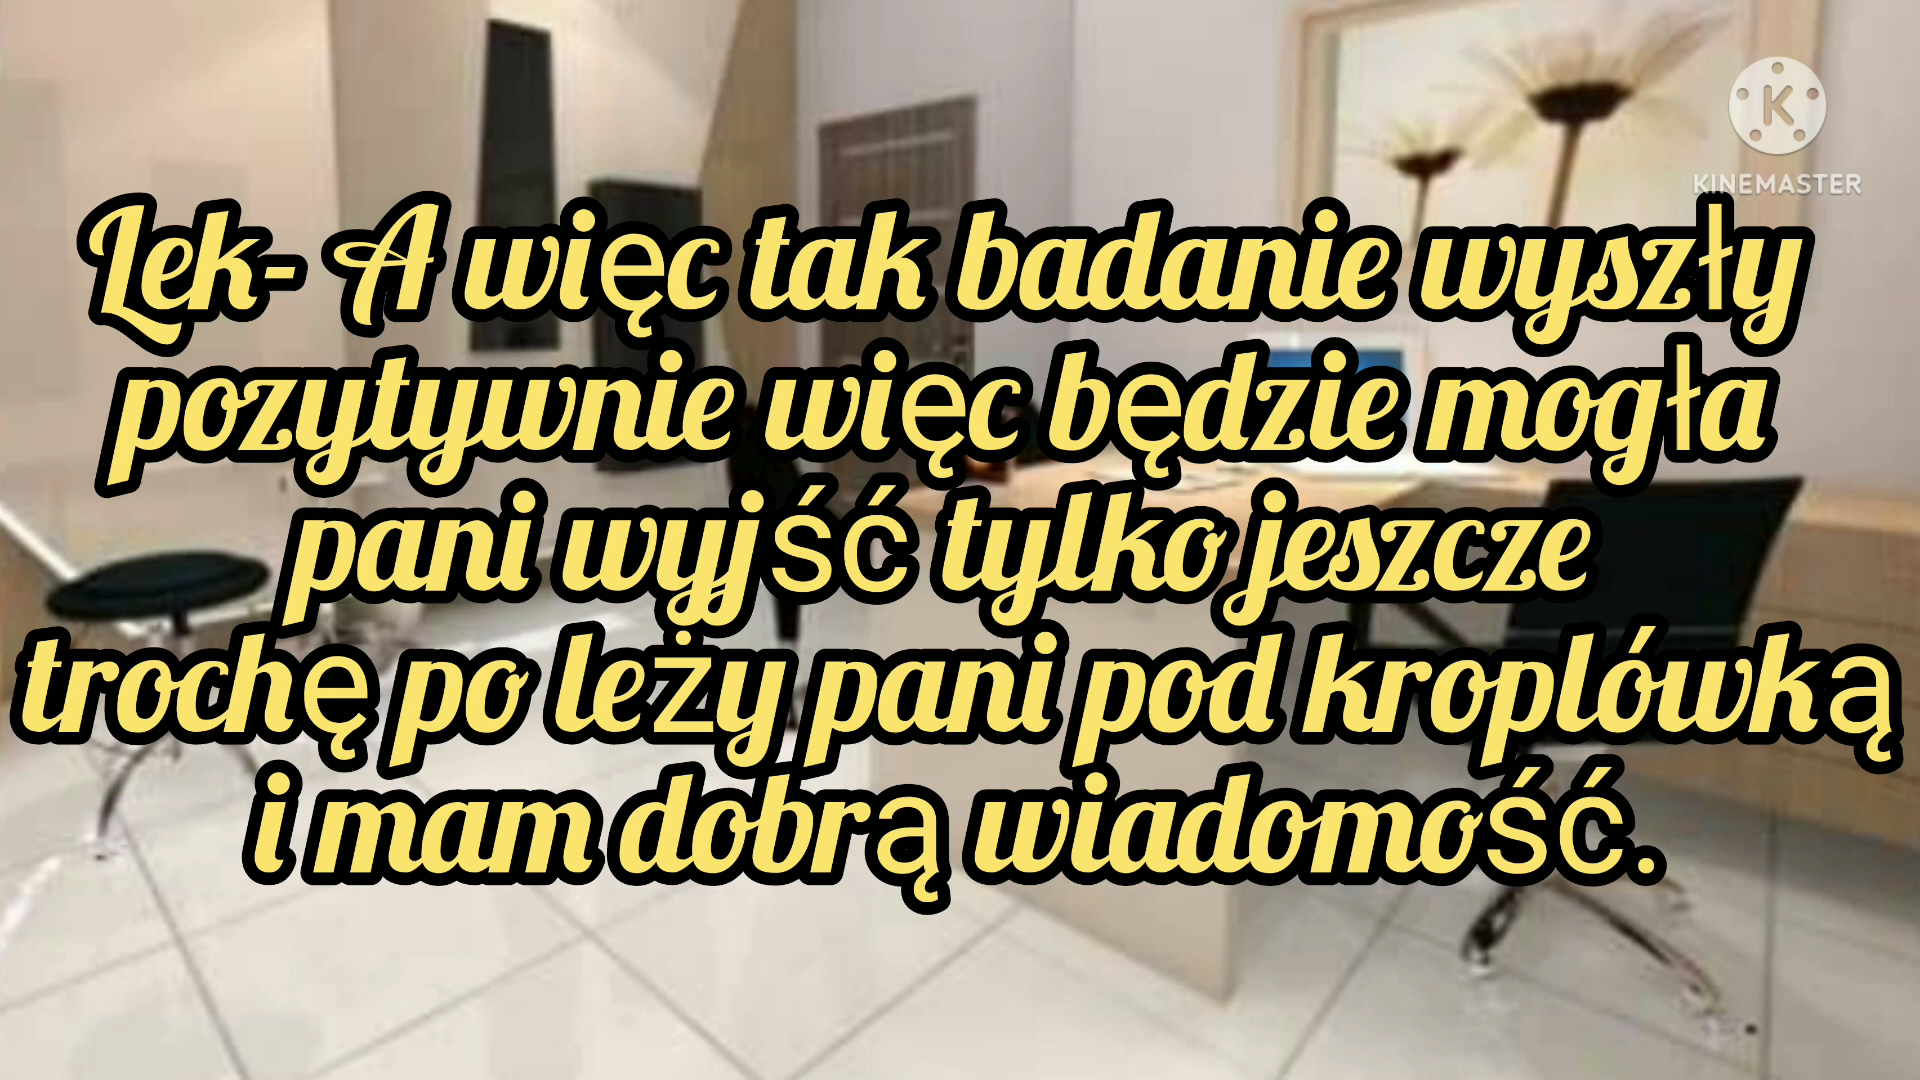 KINEMASTER
Lek- A więc tak badanie wyszły
pozytywnie więc będzie mogła
pani wyjść tylko jeszcze
trochę po leży pani pod kroplówką
i mam dobrą wiadomość.